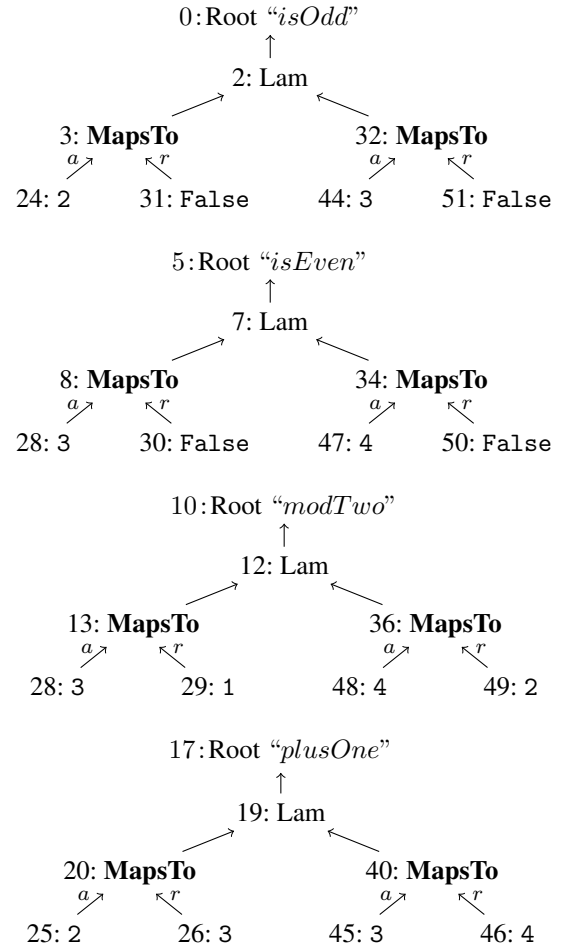 0:Root “isOdd”
2: Lam
3: MapsTo 32: MapsTo
a r a r
24: 2 31: False 44: 3 51: False
5:Root “isEven”
7: Lam
8: MapsTo 34: MapsTo
a r a r
28: 3 30: False 47: 4 50: False
10:Root “modTwo”
12: Lam
13: MapsTo 36: MapsTo
a r a r
28: 3 29: 1 48: 4 49: 2
17:Root “plusOne”
19: Lam
20: MapsTo 40: MapsTo
a r a r
25: 2 26: 3 45: 3 46: 4